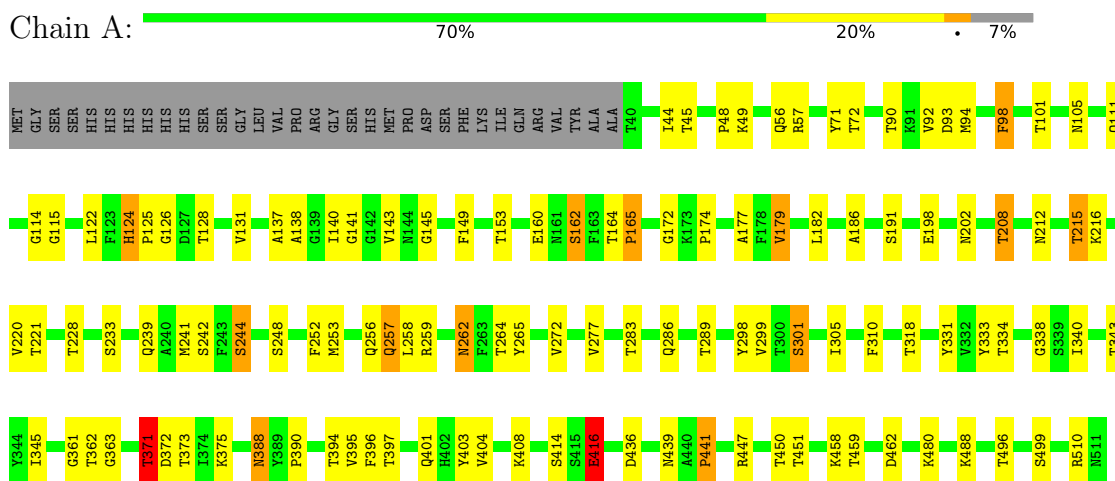 Chain A:
70% 20% • 7%
MET GLY SER SER HIS HIS HIS HIS HIS HIS SER SER GLY LEU VAL PRO ARG GLY SER HIS MET PRO ASP SER PHE LYS ILE GLN ARG VAL TYR ALA ALA T40 I44 T45 P48 K49 Q56 R57 Y71 T72 T90 K91 V92 D93 M94 F98 T101 N105 D111
G114 G115 L122 F123 H124 P125 G126 D127 T128 V131 A137 A138 G139 I140 G141 G142 V143 N144 G145 F149 T153 E160 N161 S162 F163 T164 P165 G172 K173 P174 A177 F178 V179 L182 A186 S191 E198 N202 T208 N212 T215 K216
V220 T221 T228 S233 Q239 A240 M241 S242 F243 S244 S248 F252 M253 Q256 Q257 L258 R259 N262 F263 T264 Y265 V272 V277 T283 Q286 T289 Y298 V299 T300 S301 I305 F310 T318 Y331 V332 Y333 T334 G338 S339 I340 T343
Y344 I345 G361 T362 G363 T371 D372 T373 I374 K375 N388 Y389 P390 T394 V395 F396 T397 Q401 H402 Y403 V404 K408 S414 S415 E416 D436 N439 A440 P441 R447 T450 T451 K458 T459 D462 K480 K488 T496 S499 R510 N511